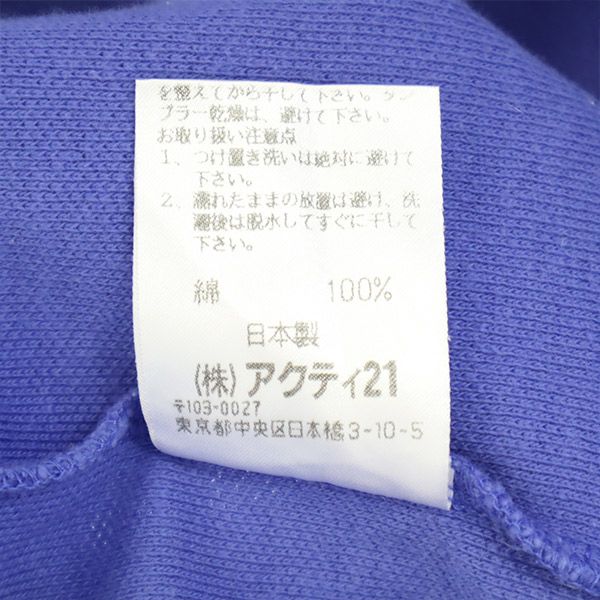 を整えてから干して下さい。タン
ブラー乾燥は、避けて下さい。
お取り扱い注意点
1、つけ置き洗いは絶対に避けて
下さい。
2、濡れたままの放置は避け、洗
濯後は脱水してすぐに干して
下さい。
綿 100%
日本製
(株)アクティ21
〒103-0027
東京都中央区日本橋3-10-5